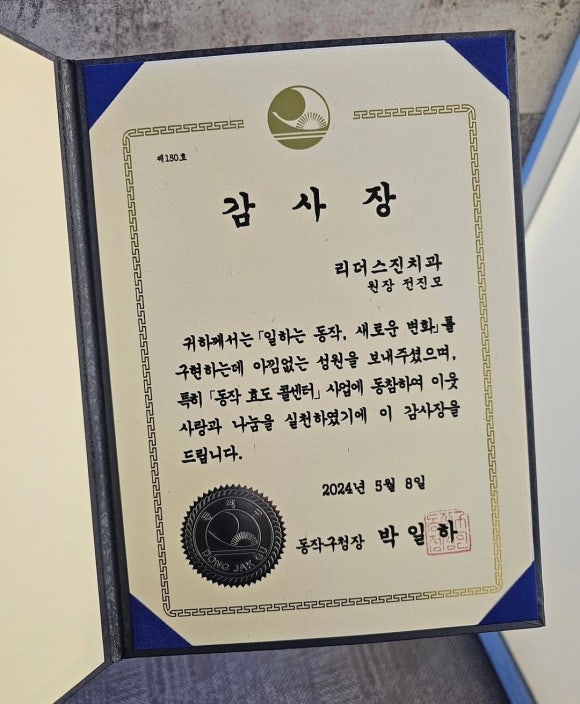 제150호
감 사 장
리더스진치과
원장 전진모
귀하께서는 「일하는 동작, 새로운 변화」를
구현하는데 아낌없는 성원을 보내주셨으며,
특히 「동작 효도 콜센터」 사업에 동참하여 이웃
사랑과 나눔을 실천하였기에 이 감사장을
드립니다.
2024년 5월 8일
동작구청장 박일하
DONG JAK GU